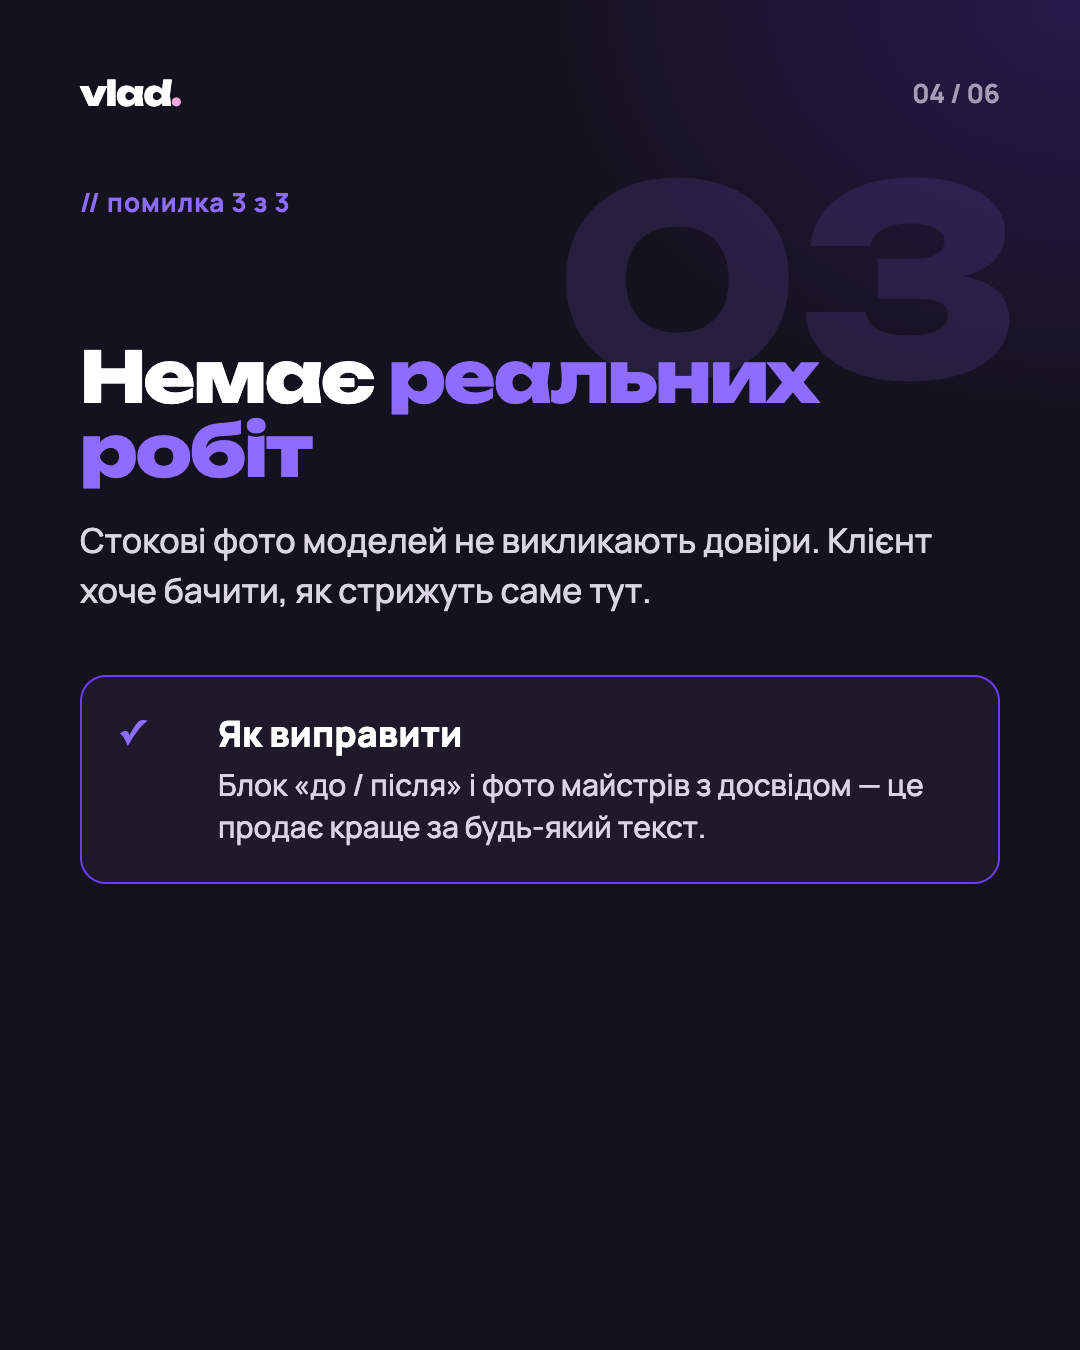 vlad.
04 / 06
// помилка 3 з 3
03
Немає реальних
робіт
Стокові фото моделей не викликають довіри. Клієнт
хоче бачити, як стрижуть саме тут.
✓ Як виправити
Блок «до / після» і фото майстрів з досвідом — це
продає краще за будь-який текст.